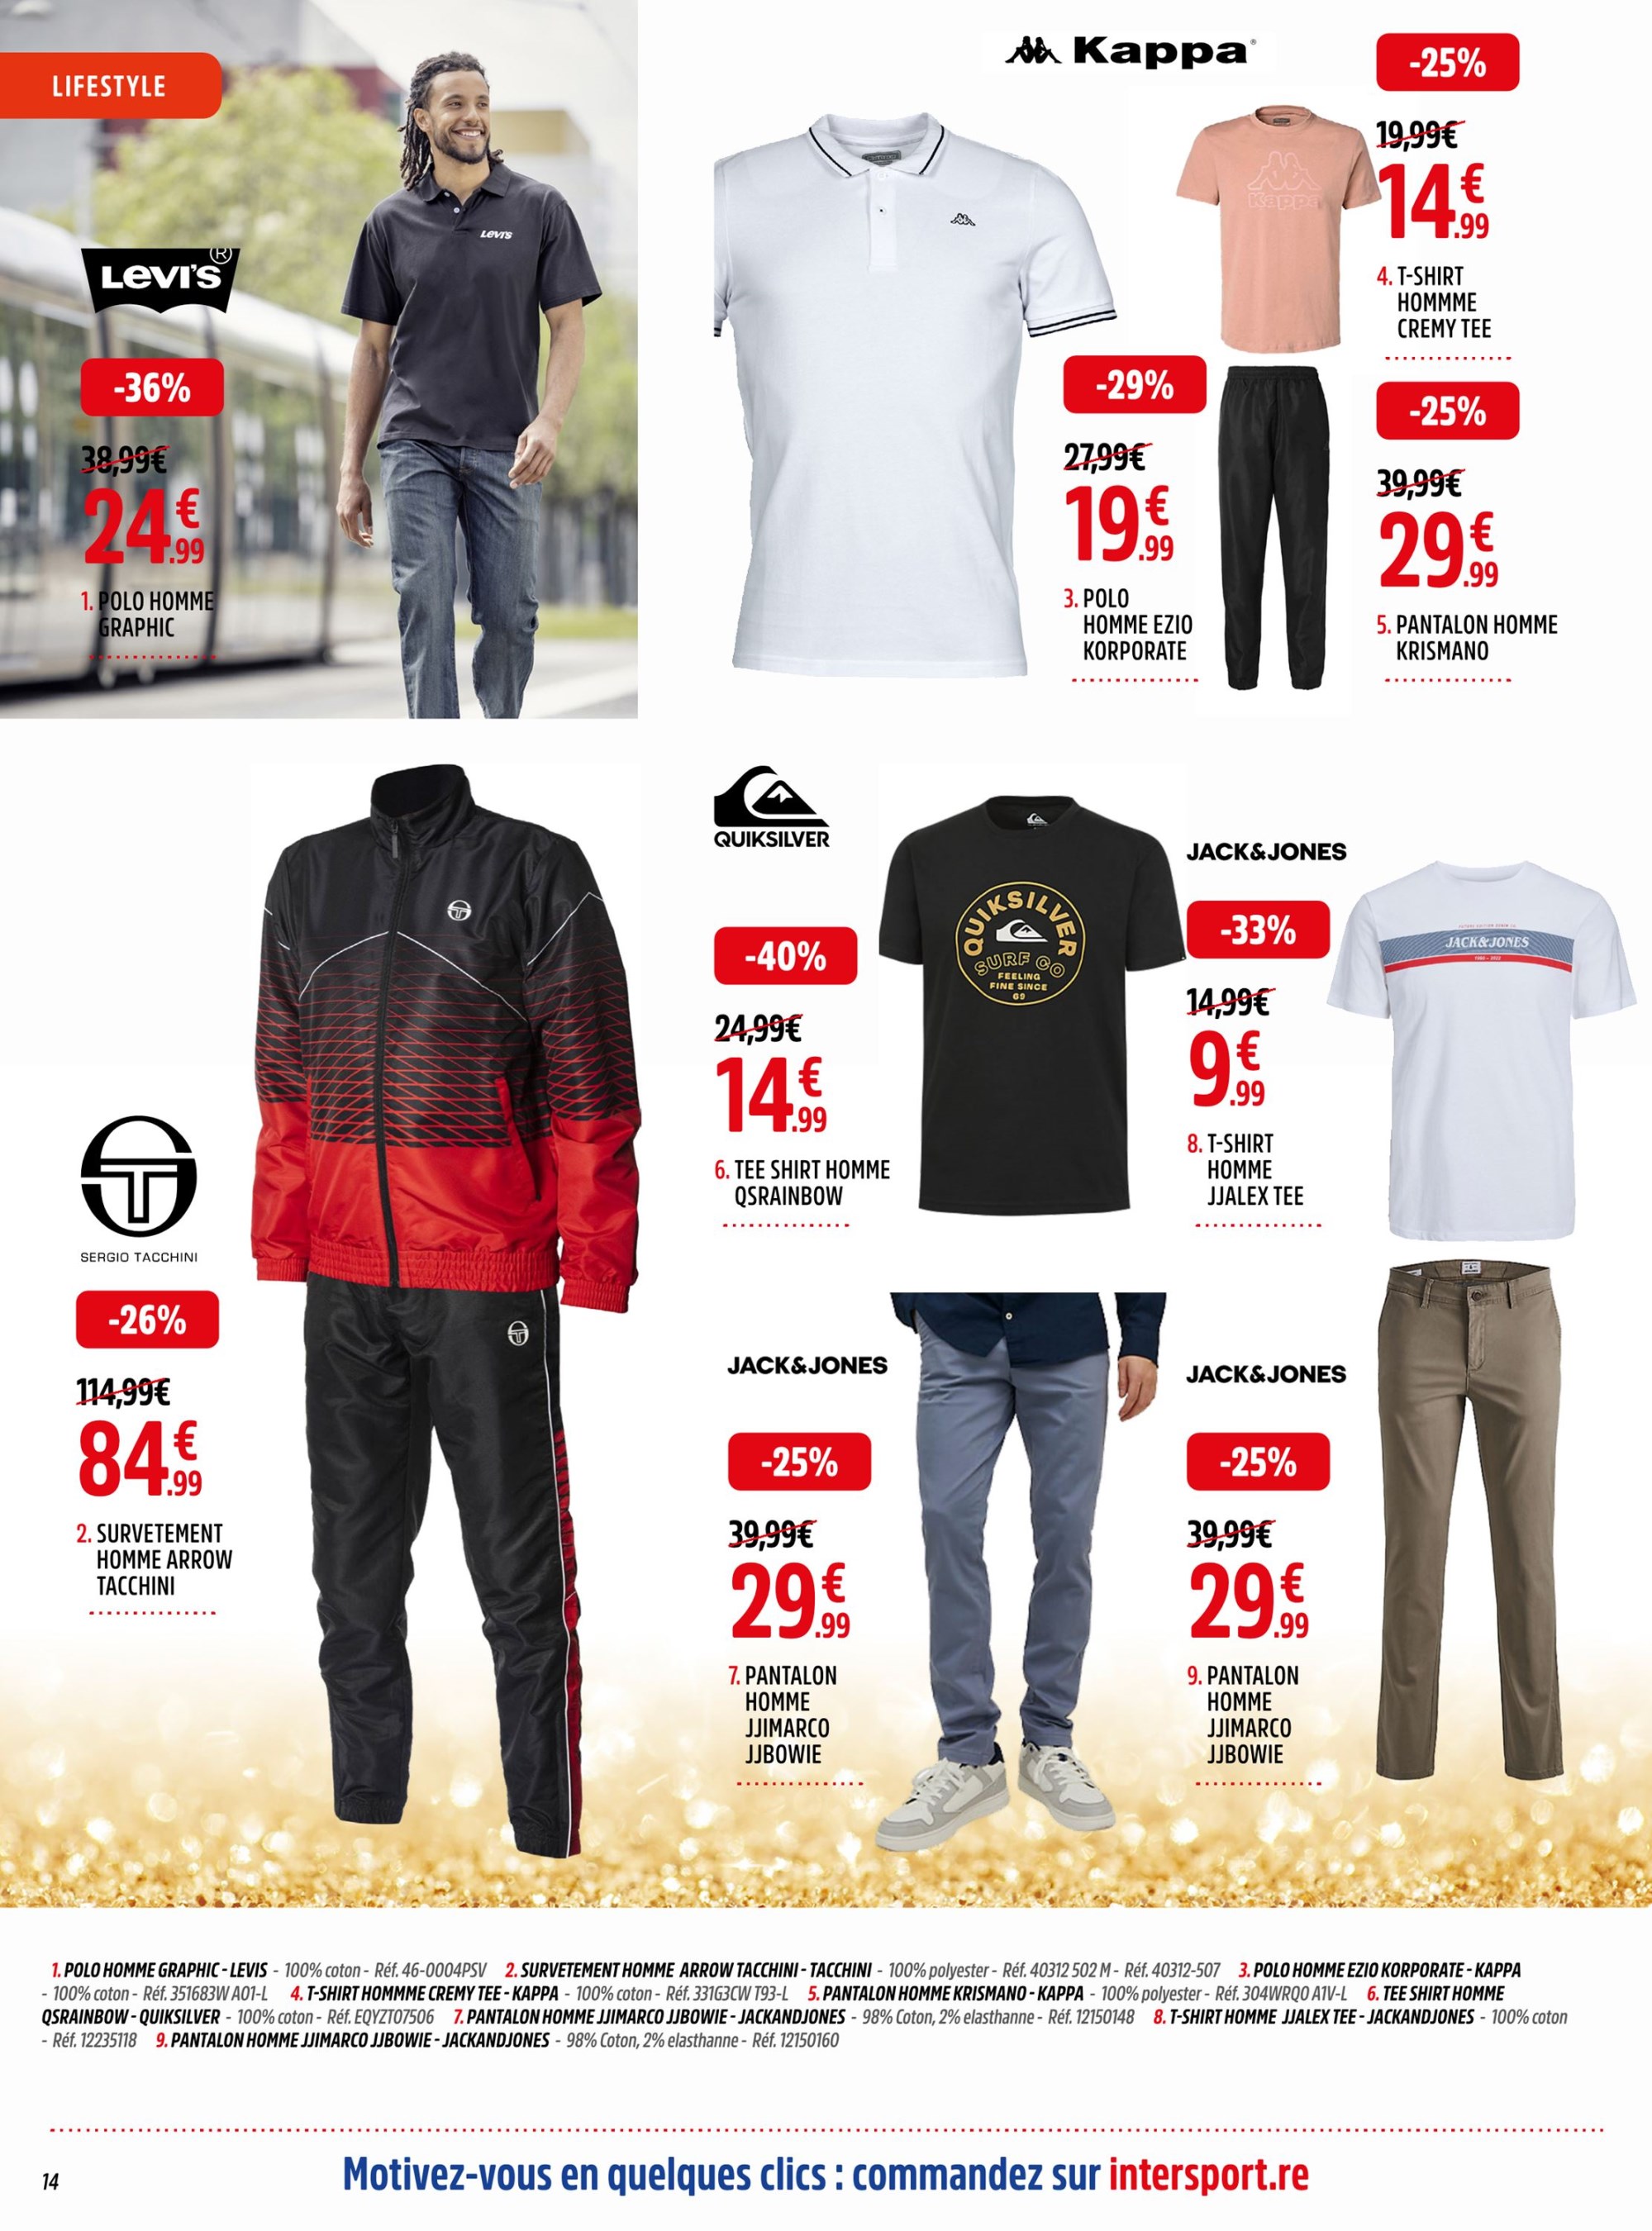 LIFESTYLE
LEVI'S®
LEVI'S
-36%
38,99€
24€.99
1. POLO HOMME
GRAPHIC
Kappa®
-25%
19,99€
14€.99
4. T-SHIRT
HOMMME
CREMY TEE
Kappa
-29%
27,99€
19€.99
3. POLO
HOMME EZIO
KORPORATE
-25%
39,99€
29€.99
5. PANTALON HOMME
KRISMANO
SERGIO TACCHINI
-26%
114,99€
84€.99
2. SURVETEMENT
HOMME ARROW
TACCHINI
QUIKSILVER
-40%
24,99€
14€.99
6. TEE SHIRT HOMME
QSRAINBOW
QUIKSILVER
SURF CO
FEELING
FINE SINCE
69
JACK&JONES
-33%
14,99€
9€.99
8. T-SHIRT
HOMME
JJALEX TEE
JACK&JONES
JACK&JONES
-25%
39,99€
29€.99
7. PANTALON
HOMME
JJIMARCO
JJBOWIE
JACK&JONES
-25%
39,99€
29€.99
9. PANTALON
HOMME
JJIMARCO
JJBOWIE
1. POLO HOMME GRAPHIC - LEVIS - 100% coton - Réf. 46-0004PSV 2. SURVETEMENT HOMME ARROW TACCHINI - TACCHINI - 100% polyester - Réf. 40312 502 M - Réf. 40312-507 3. POLO HOMME EZIO KORPORATE - KAPPA
- 100% coton - Réf. 351683W A01-L 4. T-SHIRT HOMMME CREMY TEE - KAPPA - 100% coton - Réf. 331G3CW T93-L 5. PANTALON HOMME KRISMANO - KAPPA - 100% polyester - Réf. 304WRQ0 A1V-L 6. TEE SHIRT HOMME
QSRAINBOW - QUIKSILVER - 100% coton - Réf. EQYZT07506 7. PANTALON HOMME JJIMARCO JJBOWIE - JACKANDJONES - 98% Coton, 2% elasthanne - Réf. 12150148 8. T-SHIRT HOMME JJALEX TEE - JACKANDJONES - 100% coton
- Réf. 12235118 9. PANTALON HOMME JJIMARCO JJBOWIE - JACKANDJONES - 98% Coton, 2% elasthanne - Réf. 12150160
14
Motivez-vous en quelques clics : commandez sur intersport.re